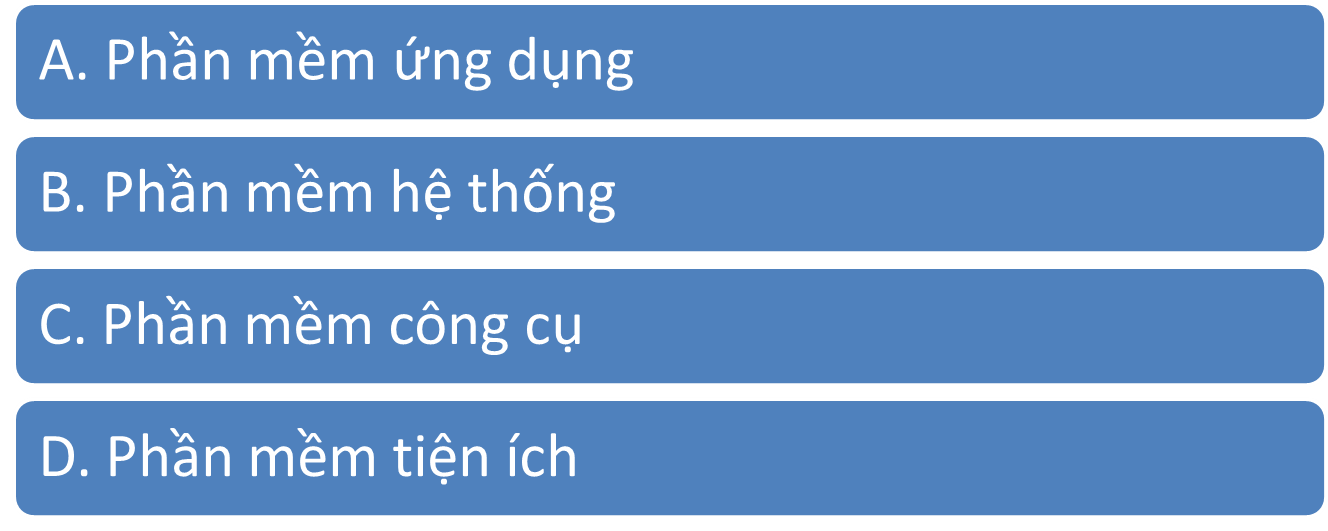 A. Phần mềm ứng dụng
B. Phần mềm hệ thống
C. Phần mềm công cụ
D. Phần mềm tiện ích